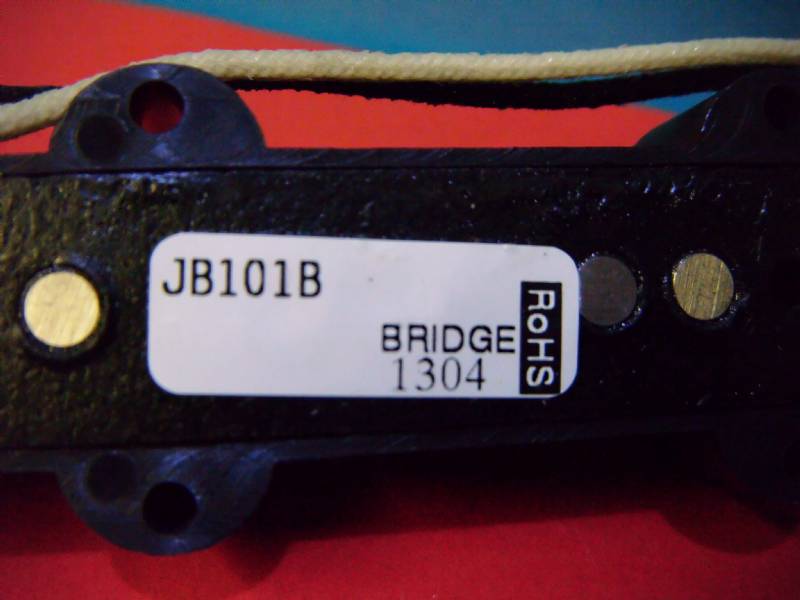 JB101B
BRIDGE
1304
RoHS